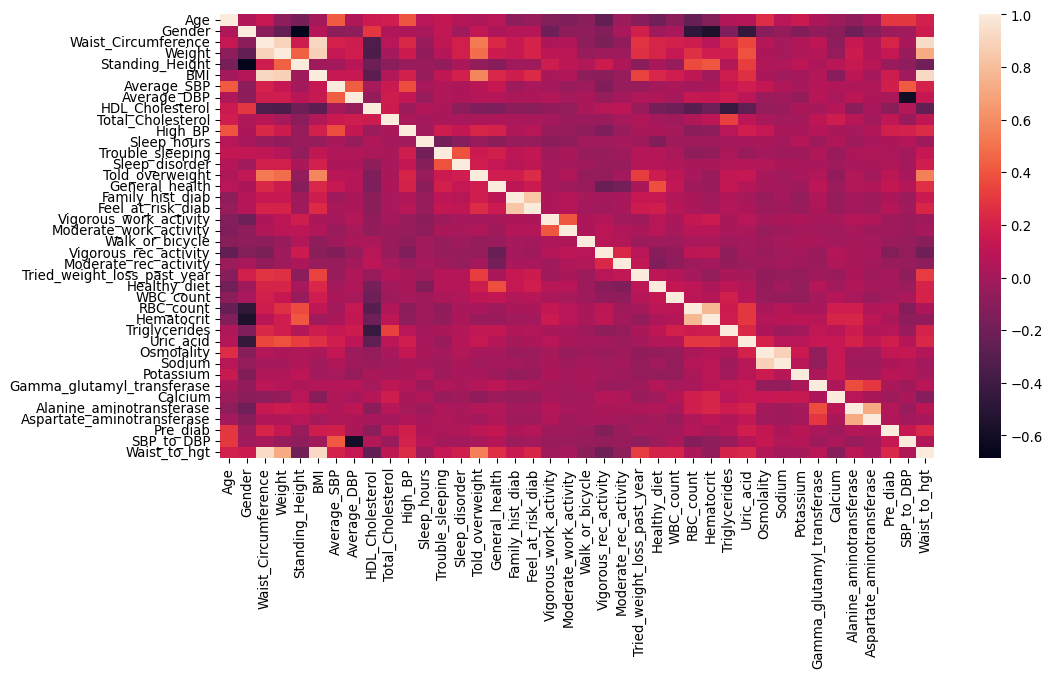 Age
Gender
Waist_Circumference
Weight
Standing_Height
BMI
Average_SBP
Average_DBP
HDL_Cholesterol
Total_Cholesterol
High_BP
Sleep_hours
Trouble_sleeping
Sleep_disorder
Told_overweight
General_health
Family_hist_diab
Feel_at_risk_diab
Vigorous_work_activity
Moderate_work_activity
Walk_or_bicycle
Vigorous_rec_activity
Moderate_rec_activity
Tried_weight_loss_past_year
Healthy_diet
WBC_count
RBC_count
Hematocrit
Triglycerides
Uric_acid
Osmolality
Sodium
Potassium
Gamma_glutamyl_transferase
Calcium
Alanine_aminotransferase
Aspartate_aminotransferase
Pre_diab
SBP_to_DBP
Waist_to_hgt
Age
Gender
Waist_Circumference
Weight
Standing_Height
BMI
Average_SBP
Average_DBP
HDL_Cholesterol
Total_Cholesterol
High_BP
Sleep_hours
Trouble_sleeping
Sleep_disorder
Told_overweight
General_health
Family_hist_diab
Feel_at_risk_diab
Vigorous_work_activity
Moderate_work_activity
Walk_or_bicycle
Vigorous_rec_activity
Moderate_rec_activity
Tried_weight_loss_past_year
Healthy_diet
WBC_count
RBC_count
Hematocrit
Triglycerides
Uric_acid
Osmolality
Sodium
Potassium
Gamma_glutamyl_transferase
Calcium
Alanine_aminotransferase
Aspartate_aminotransferase
Pre_diab
SBP_to_DBP
Waist_to_hgt
1.0
0.8
0.6
0.4
0.2
0.0
−0.2
−0.4
−0.6